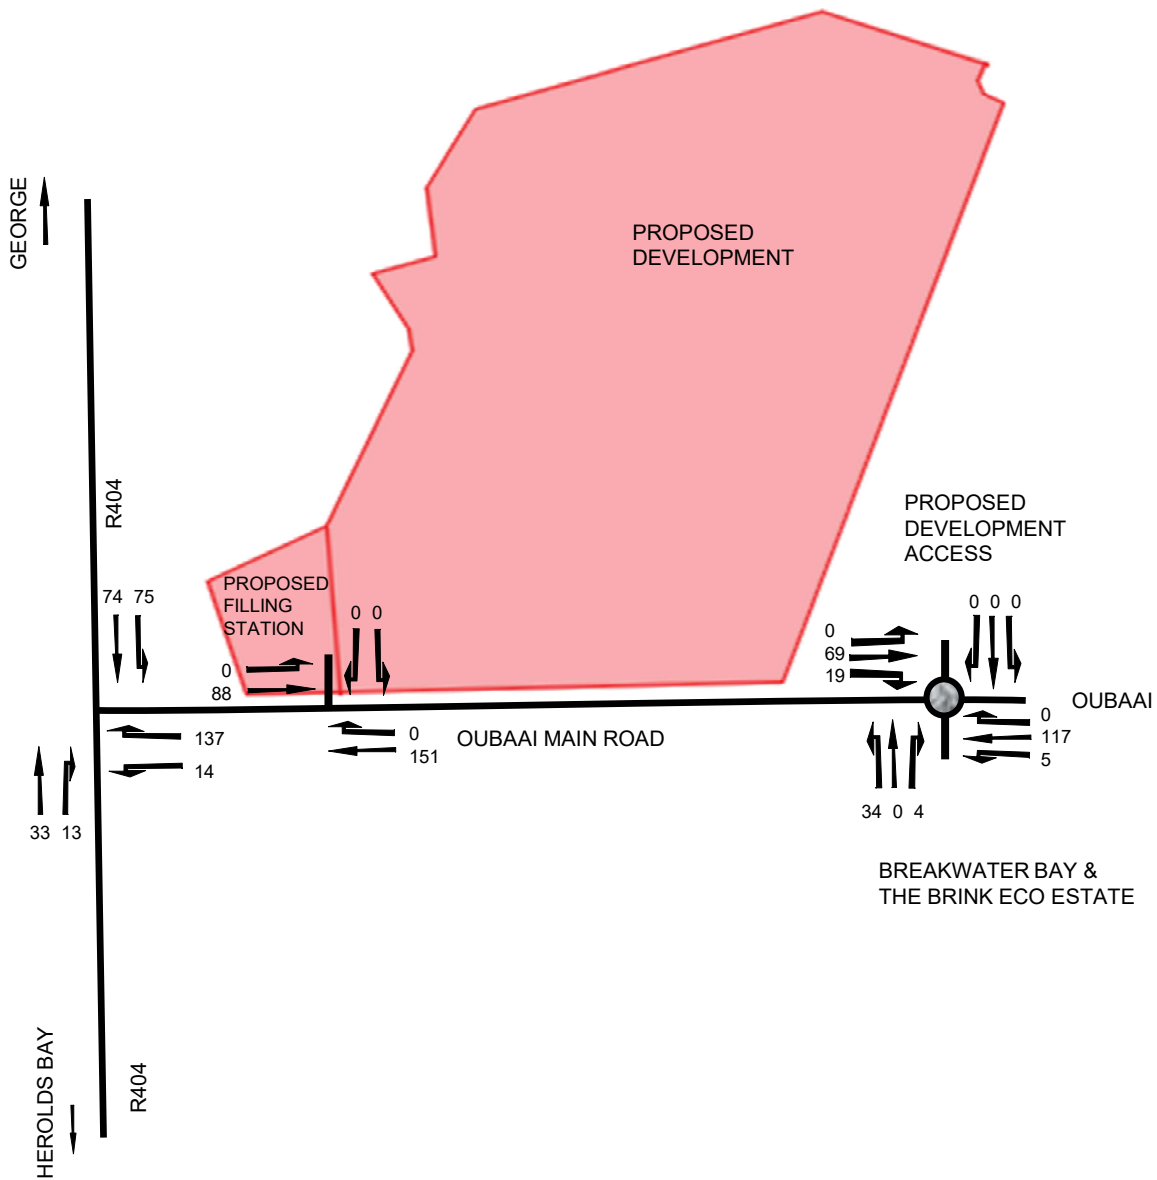 GEORGE
PROPOSED
DEVELOPMENT
R404
PROPOSED
DEVELOPMENT
ACCESS
74 75
PROPOSED
FILLING
STATION
0 0
0
88
0
69
19
0 0 0
OUBAAI
137
14
0
151
OUBAAI MAIN ROAD
0
117
5
33 13
34 0 4
BREAKWATER BAY &
THE BRINK ECO ESTATE
HEROLDS BAY
R404